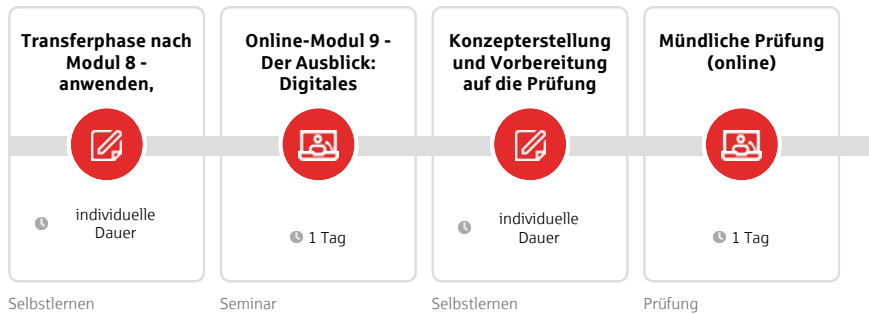 Transferphase nach
Modul 8 -
anwenden,
individuelle
Dauer
Selbstlernen
Online-Modul 9 -
Der Ausblick:
Digitales
1 Tag
Seminar
Konzepterstellung
und Vorbereitung
auf die Prüfung
individuelle
Dauer
Selbstlernen
Mündliche Prüfung
(online)
1 Tag
Prüfung